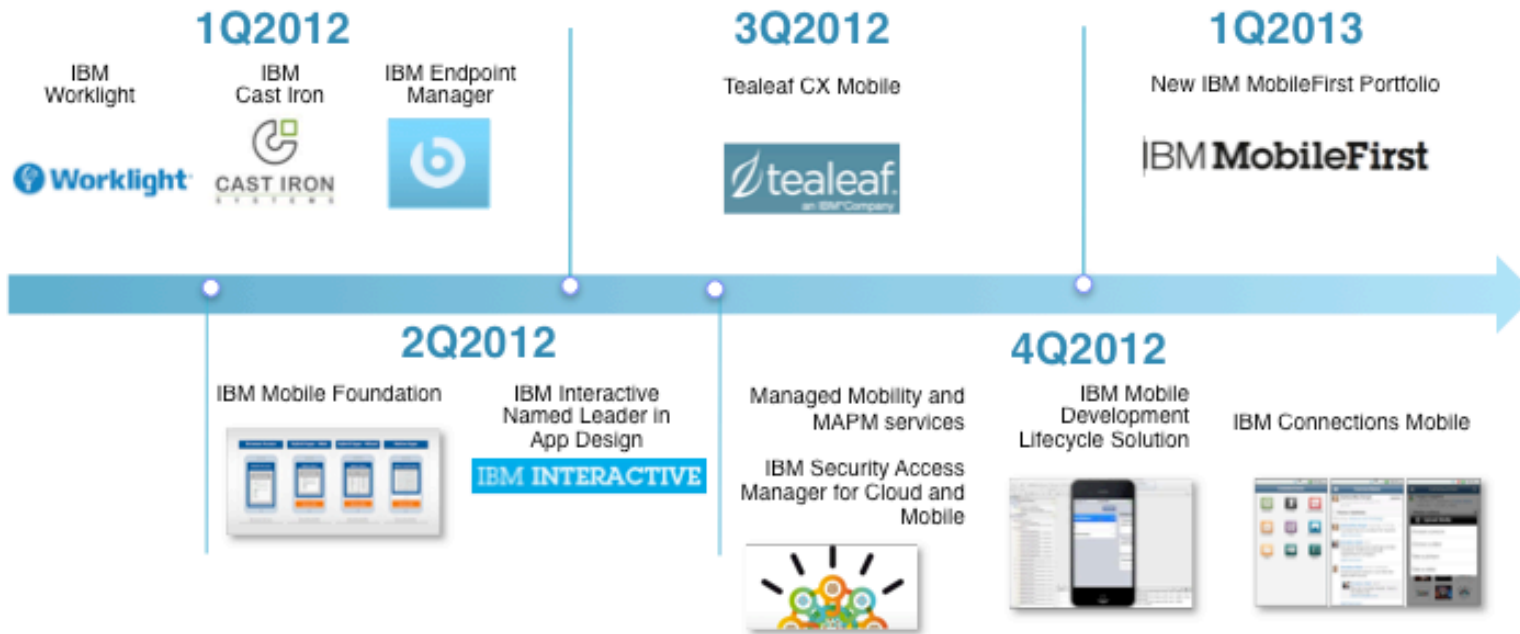 1Q2012
IBM
Worklight
IBM
Cast Iron
IBM Endpoint
Manager
Worklight
CAST IRON
SYSTEMS
3Q2012
Tealeaf CX Mobile
tealeaf
an IBM Company
1Q2013
New IBM MobileFirst Portfolio
IBM MobileFirst
2Q2012
IBM Mobile Foundation
IBM Interactive
Named Leader in
App Design
IBM INTERACTIVE
4Q2012
Managed Mobility and
MAPM services
IBM Security Access
Manager for Cloud and
Mobile
IBM Mobile
Development
Lifecycle Solution
IBM Connections Mobile